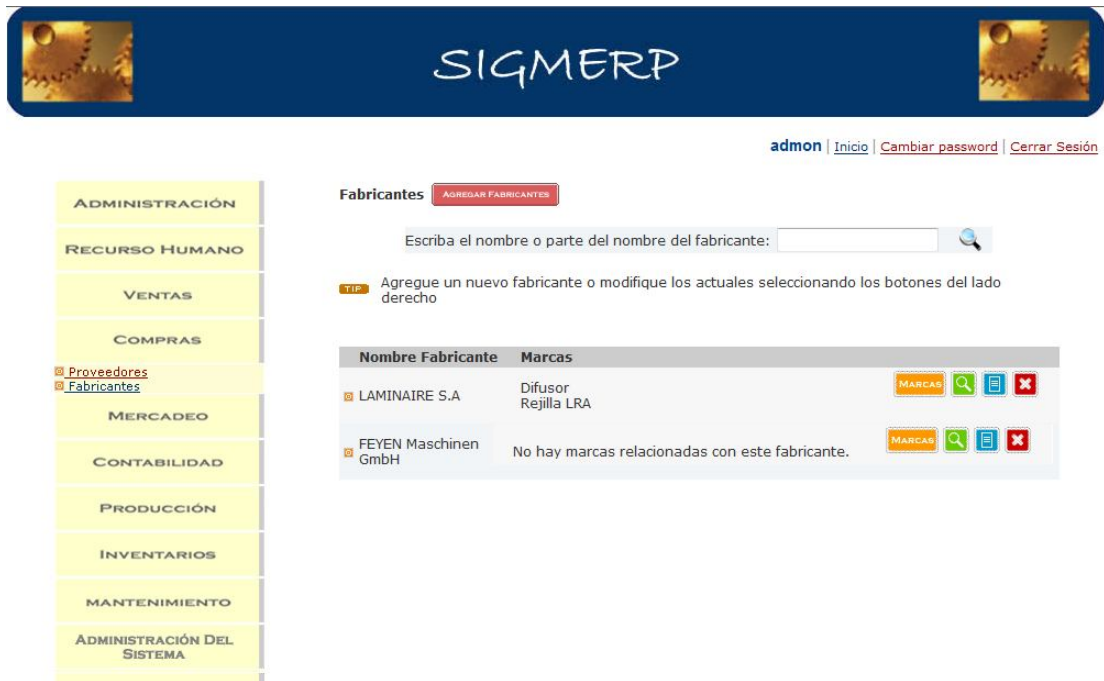 SIGMERP
admon | Inicio | Cambiar password | Cerrar Sesión
ADMINISTRACIÓN
RECURSO HUMANO
VENTAS
COMPRAS
Proveedores
Fabricantes
MERCADEO
CONTABILIDAD
PRODUCCIÓN
INVENTARIOS
MANTENIMIENTO
ADMINISTRACIÓN DEL
SISTEMA
Fabricantes AGREGAR FABRICANTES
Escriba el nombre o parte del nombre del fabricante:
TIP Agregue un nuevo fabricante o modifique los actuales seleccionando los botones del lado
derecho
Nombre Fabricante Marcas
LAMINAIRE S.A Difusor MARCAS
Rejilla LRA
FEYEN Maschinen
GmbH No hay marcas relacionadas con este fabricante. MARCAS